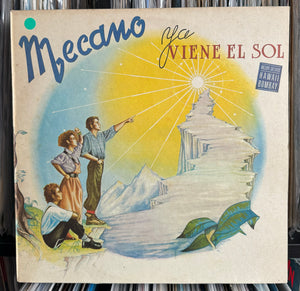 Mecano
ya
VIENE EL SOL
HAWAII
BOMBAY